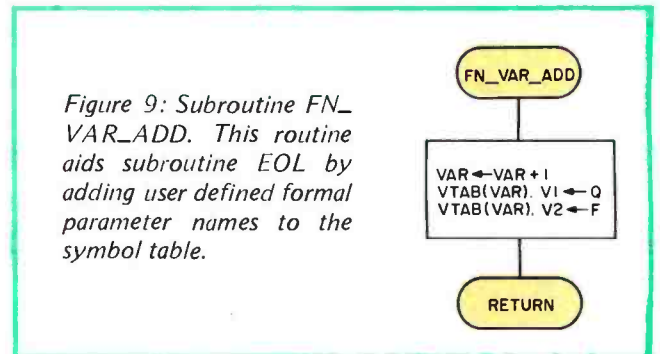 Figure 9: Subroutine FN_
VAR_ADD. This routine
aids subroutine EOL by
adding user defined formal
parameter names to the
symbol table.
FN_VAR_ADD
VAR←VAR+1
VTAB(VAR). V1←Q
VTAB(VAR). V2←F
RETURN